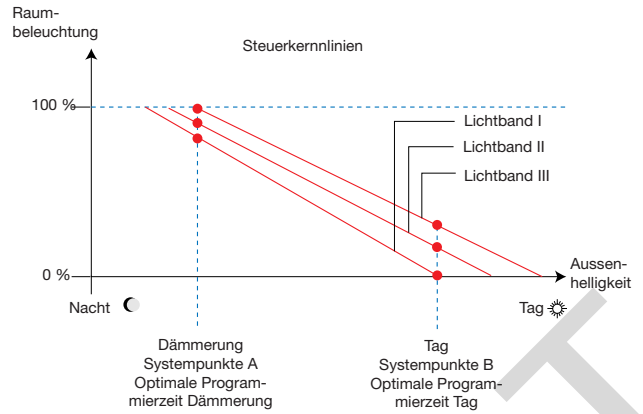 Raum-
beleuchtung
Steuerkernnlinien
100 %
Lichtband I
Lichtband II
Lichtband III
0 %
Aussen-
helligkeit
Nacht
Tag
Dämmerung
Systempunkte A
Optimale Program-
mierzeit Dämmerung
Tag
Systempunkte B
Optimale Program-
mierzeit Tag